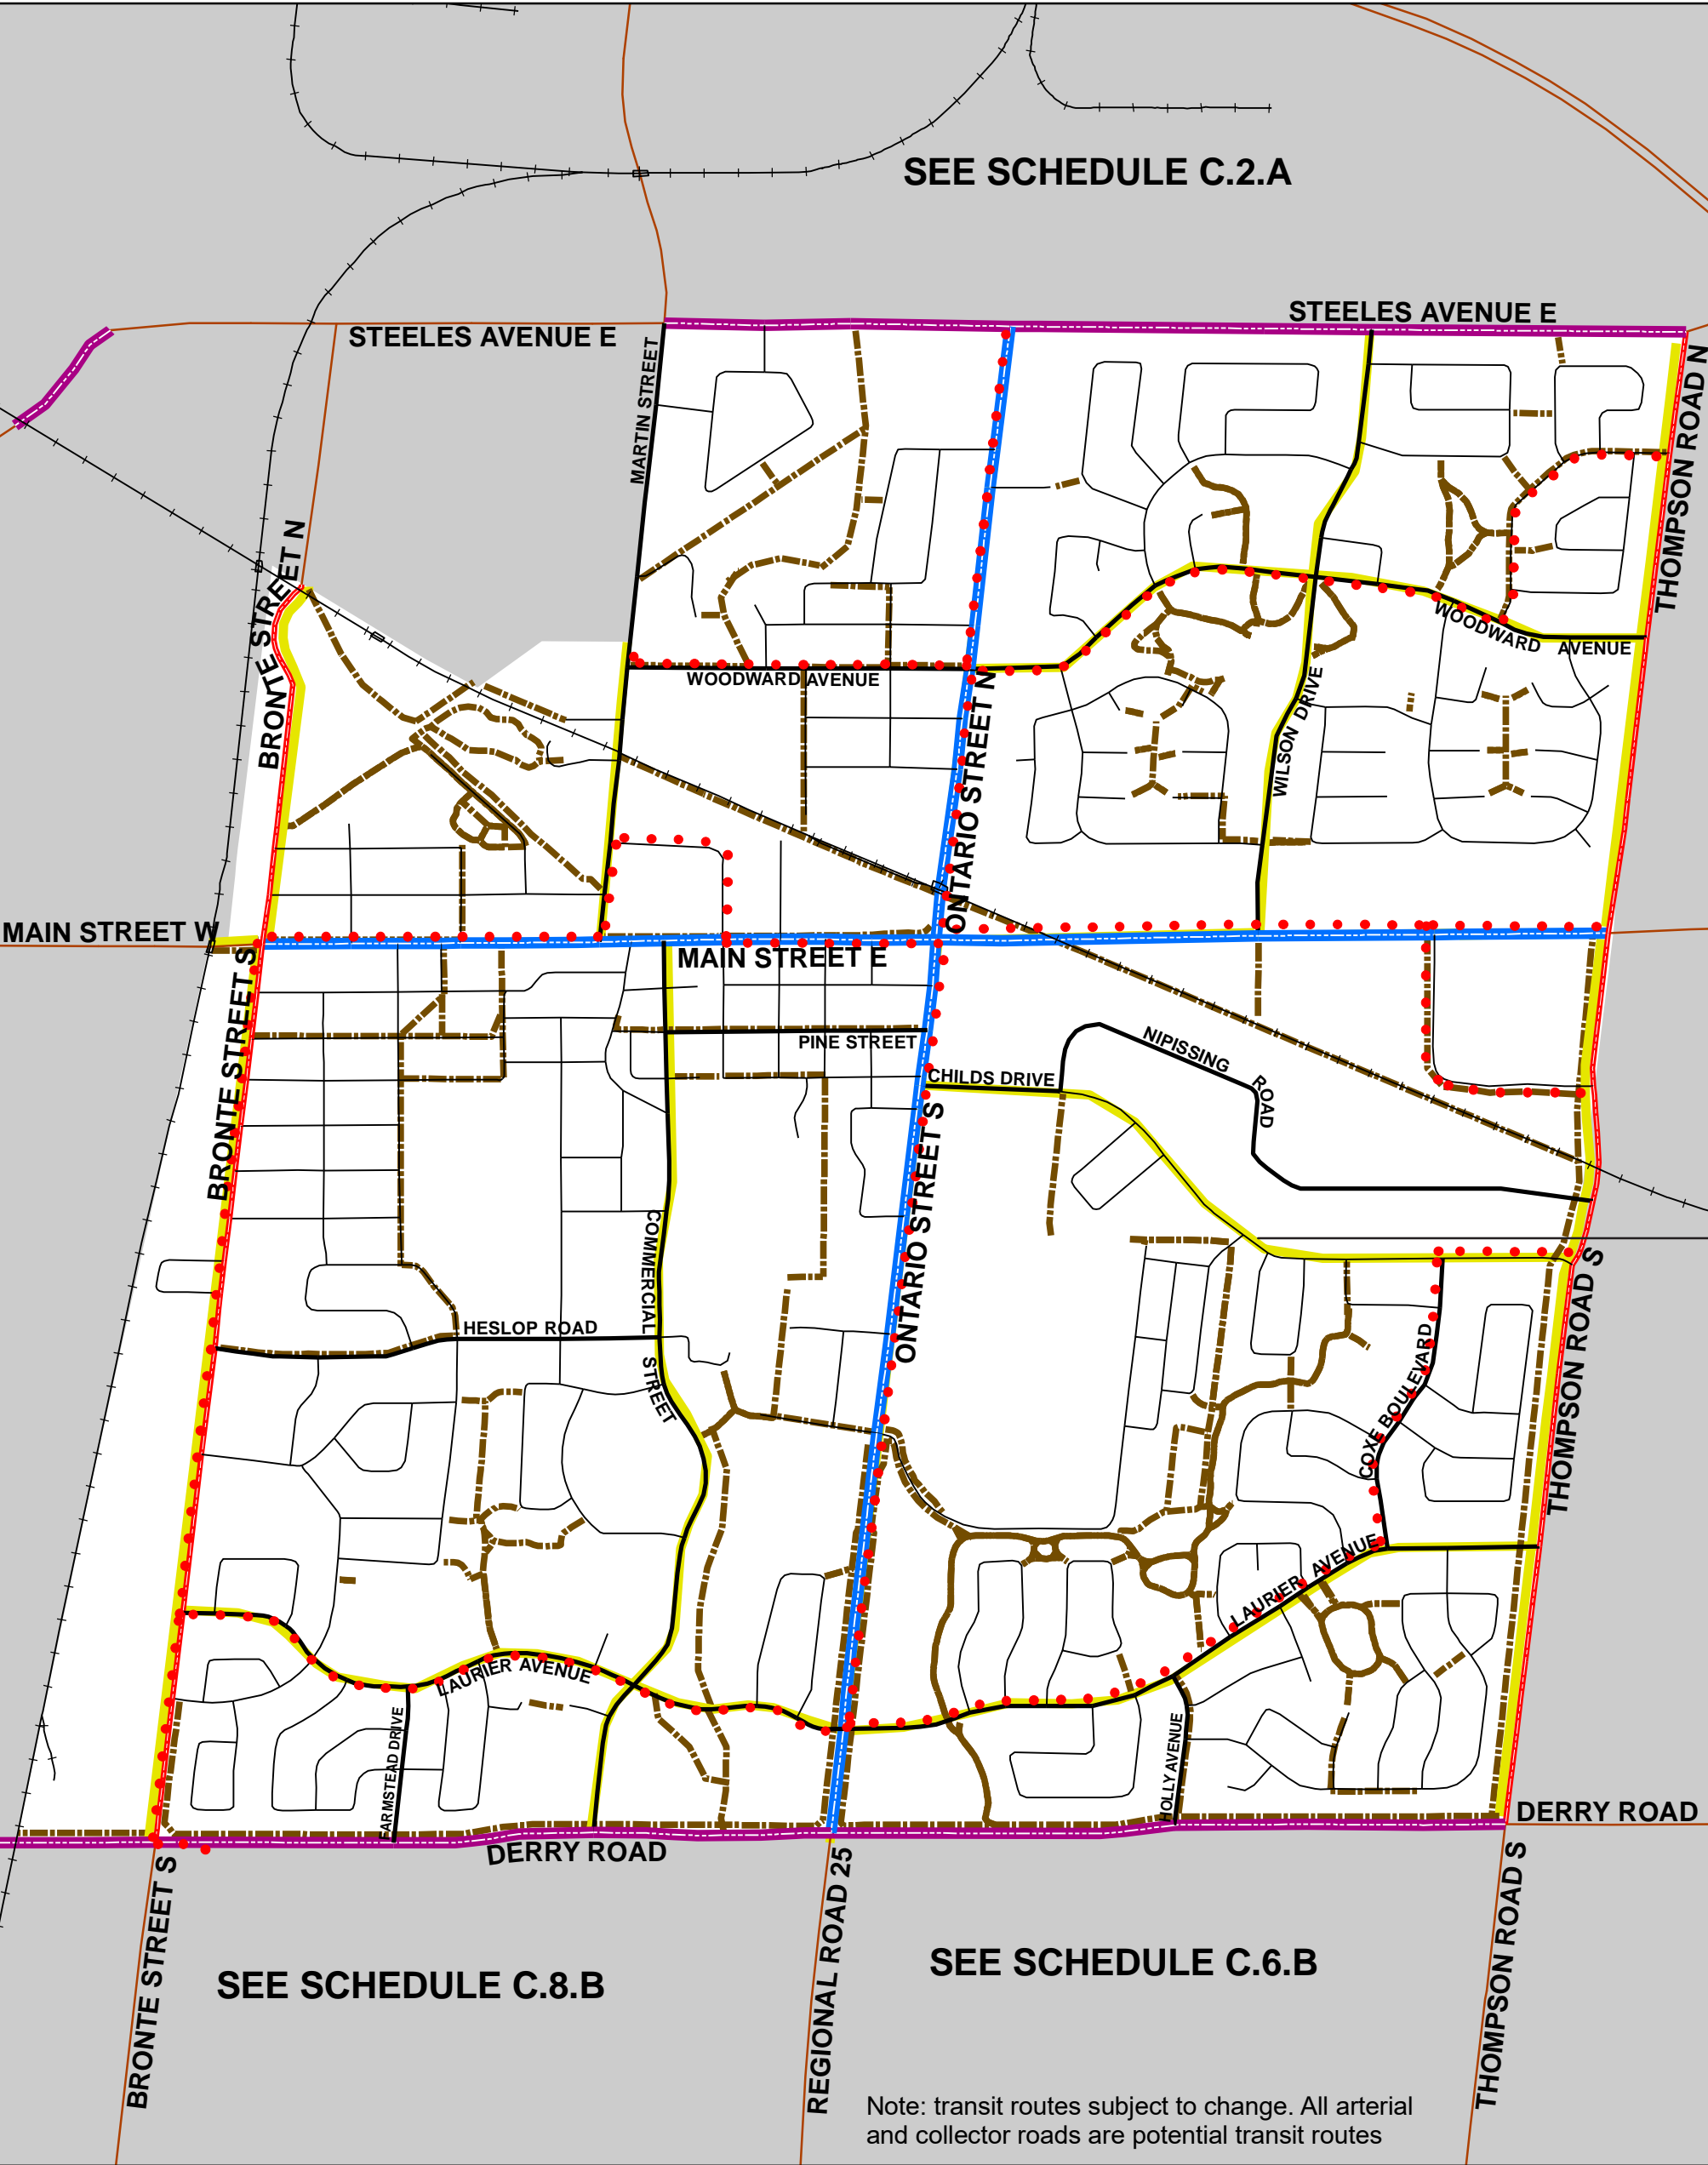 SEE SCHEDULE C.2.A
STEELES AVENUE E
STEELES AVENUE E
MARTIN STREET
THOMPSON ROAD N
BRONTE STREET N
BRONTE STREET N
WOODWARD AVENUE
WOODWARD AVENUE
WILSON DRIVE
ONTARIO STREET N
MAIN STREET W
MAIN STREET E
BRONTE STREET S
PINE STREET
NIPISSING ROAD
CHILDS DRIVE
ONTARIO STREET S
COMMERCIAL STREET
HESLOP ROAD
THOMPSON ROAD S
COXE BOULEVARD
LAURIER AVENUE
LAURIER AVENUE
FARMSTEAD DRIVE
HOLLY AVENUE
DERRY ROAD
DERRY ROAD
BRONTE STREET S
REGIONAL ROAD 25
THOMPSON ROAD S
SEE SCHEDULE C.8.B
SEE SCHEDULE C.6.B
Note: transit routes subject to change. All arterial
and collector roads are potential transit routes